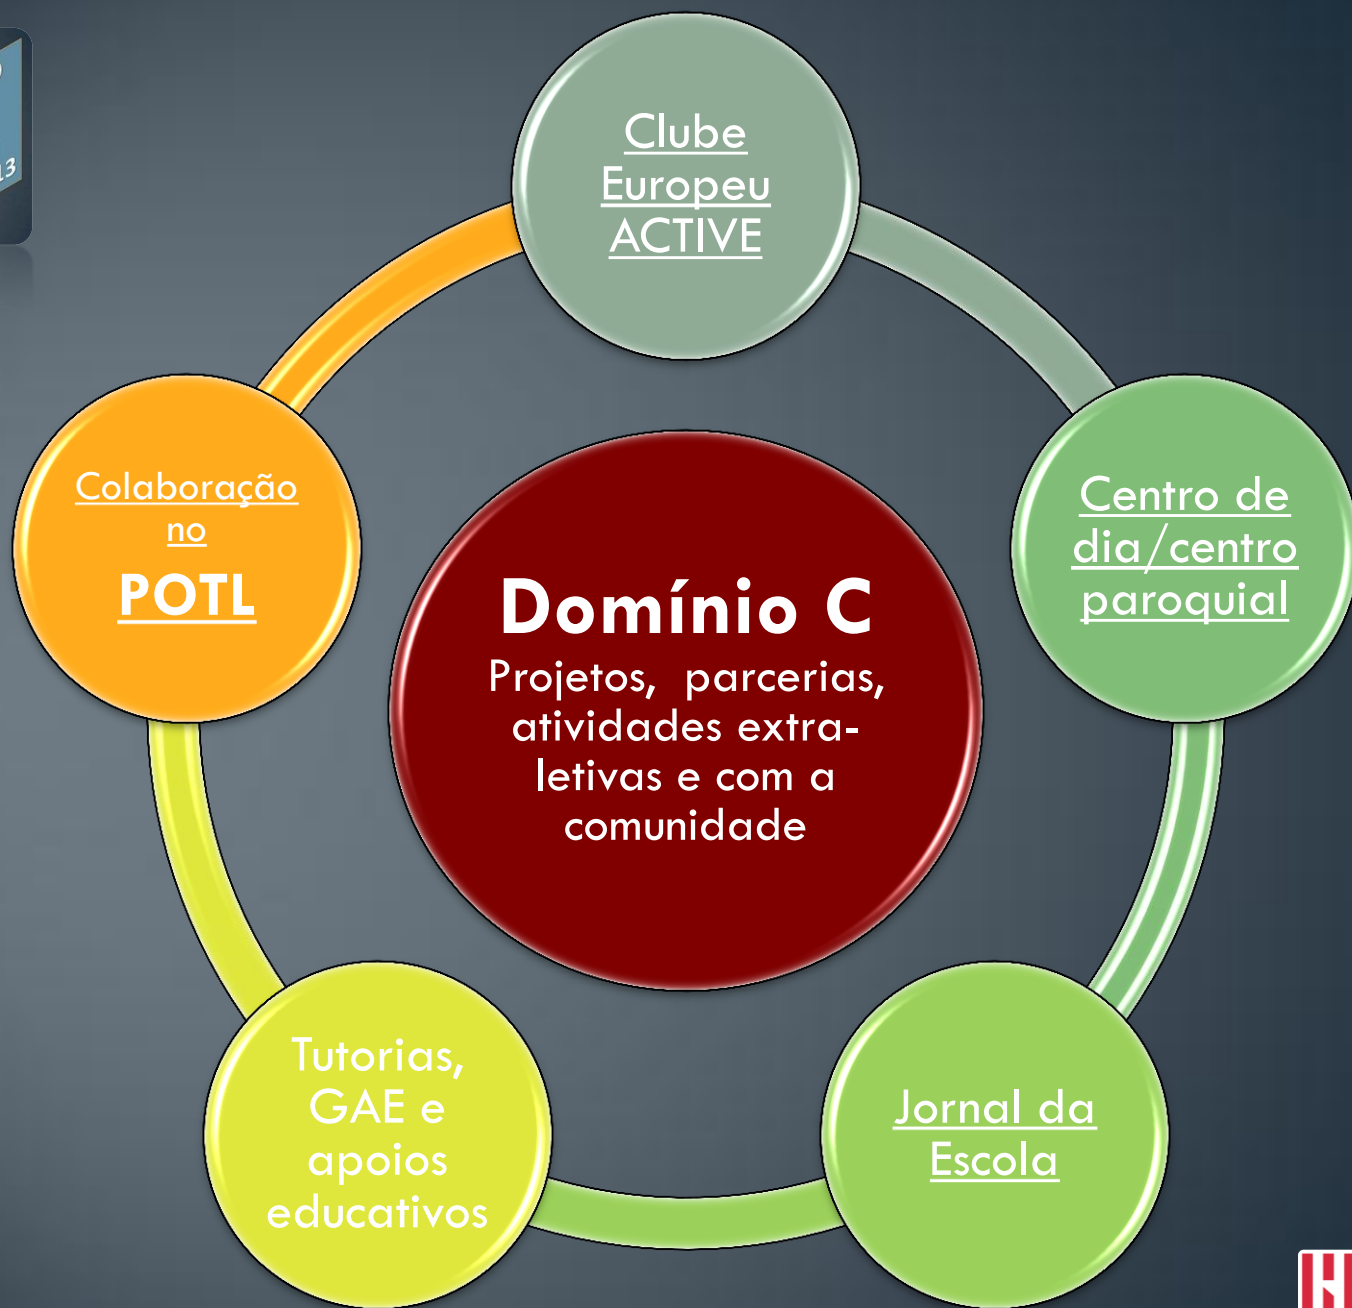 13
Clube
Europeu
ACTIVE
Centro de
dia/centro
paroquial
Jornal da
Escola
Tutorias,
GAE e
apoios
educativos
Colaboração
no
POTL
Domínio C
Projetos, parcerias,
atividades extra-
letivas e com a
comunidade